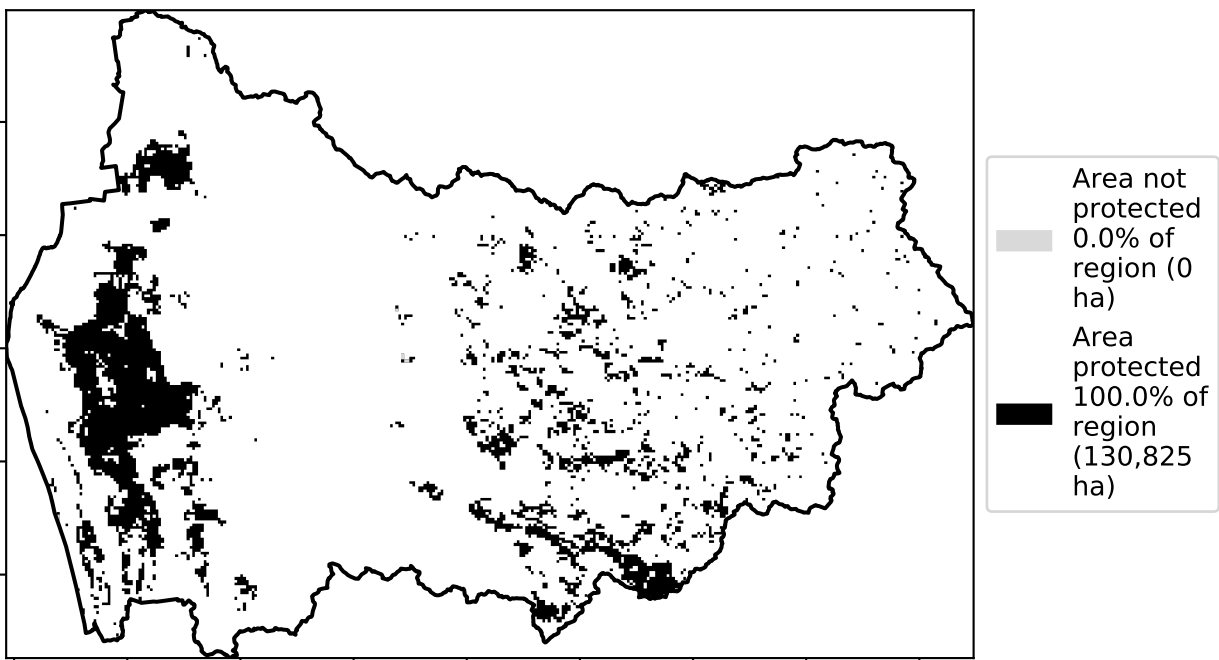 Area not
protected
0.0% of
region (0
ha)
Area
protected
100.0% of
region
(130,825
ha)